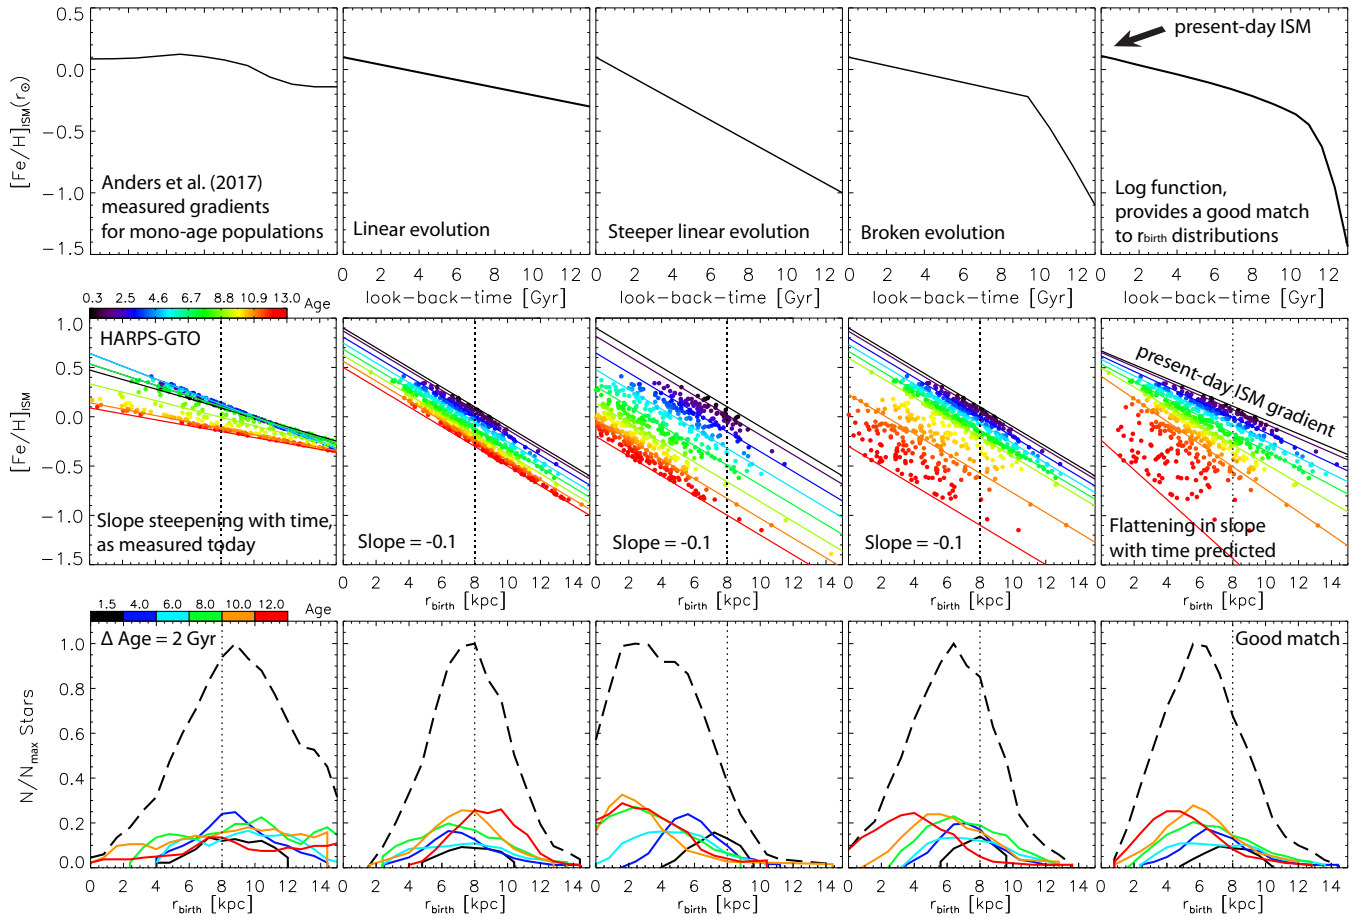 0.5
0.0
−0.5
−1.0
−1.5
[Fe/H]ISM(r⊙)
Anders et al. (2017)
measured gradients
for mono-age populations
Linear evolution
Steeper linear evolution
Broken evolution
present-day ISM
Log function,
provides a good match
to rbirth distributions
0 2 4 6 8 10 12
0 2 4 6 8 10 12
0 2 4 6 8 10 12
0 2 4 6 8 10 12
look−back−time [Gyr]
look−back−time [Gyr]
look−back−time [Gyr]
look−back−time [Gyr]
0.3 2.5 4.6 6.7 8.8 10.9 13.0 Age
1.0
0.5
0.0
−0.5
−1.0
−1.5
[Fe/H]ISM
HARPS-GTO
Slope steepening with time,
as measured today
Slope = -0.1
Slope = -0.1
Slope = -0.1
present-day ISM gradient
Flattening in slope
with time predicted
0 2 4 6 8 10 12 14
0 2 4 6 8 10 12 14
0 2 4 6 8 10 12 14
0 2 4 6 8 10 12 14
rbirth [kpc]
rbirth [kpc]
rbirth [kpc]
rbirth [kpc]
1.5 4.0 6.0 8.0 10.0 12.0 Age
1.0
0.8
0.6
0.4
0.2
0.0
N/Nmax Stars
Δ Age = 2 Gyr
Good match
0 2 4 6 8 10 12 14
0 2 4 6 8 10 12 14
0 2 4 6 8 10 12 14
0 2 4 6 8 10 12 14
0 2 4 6 8 10 12 14
rbirth [kpc]
rbirth [kpc]
rbirth [kpc]
rbirth [kpc]
rbirth [kpc]